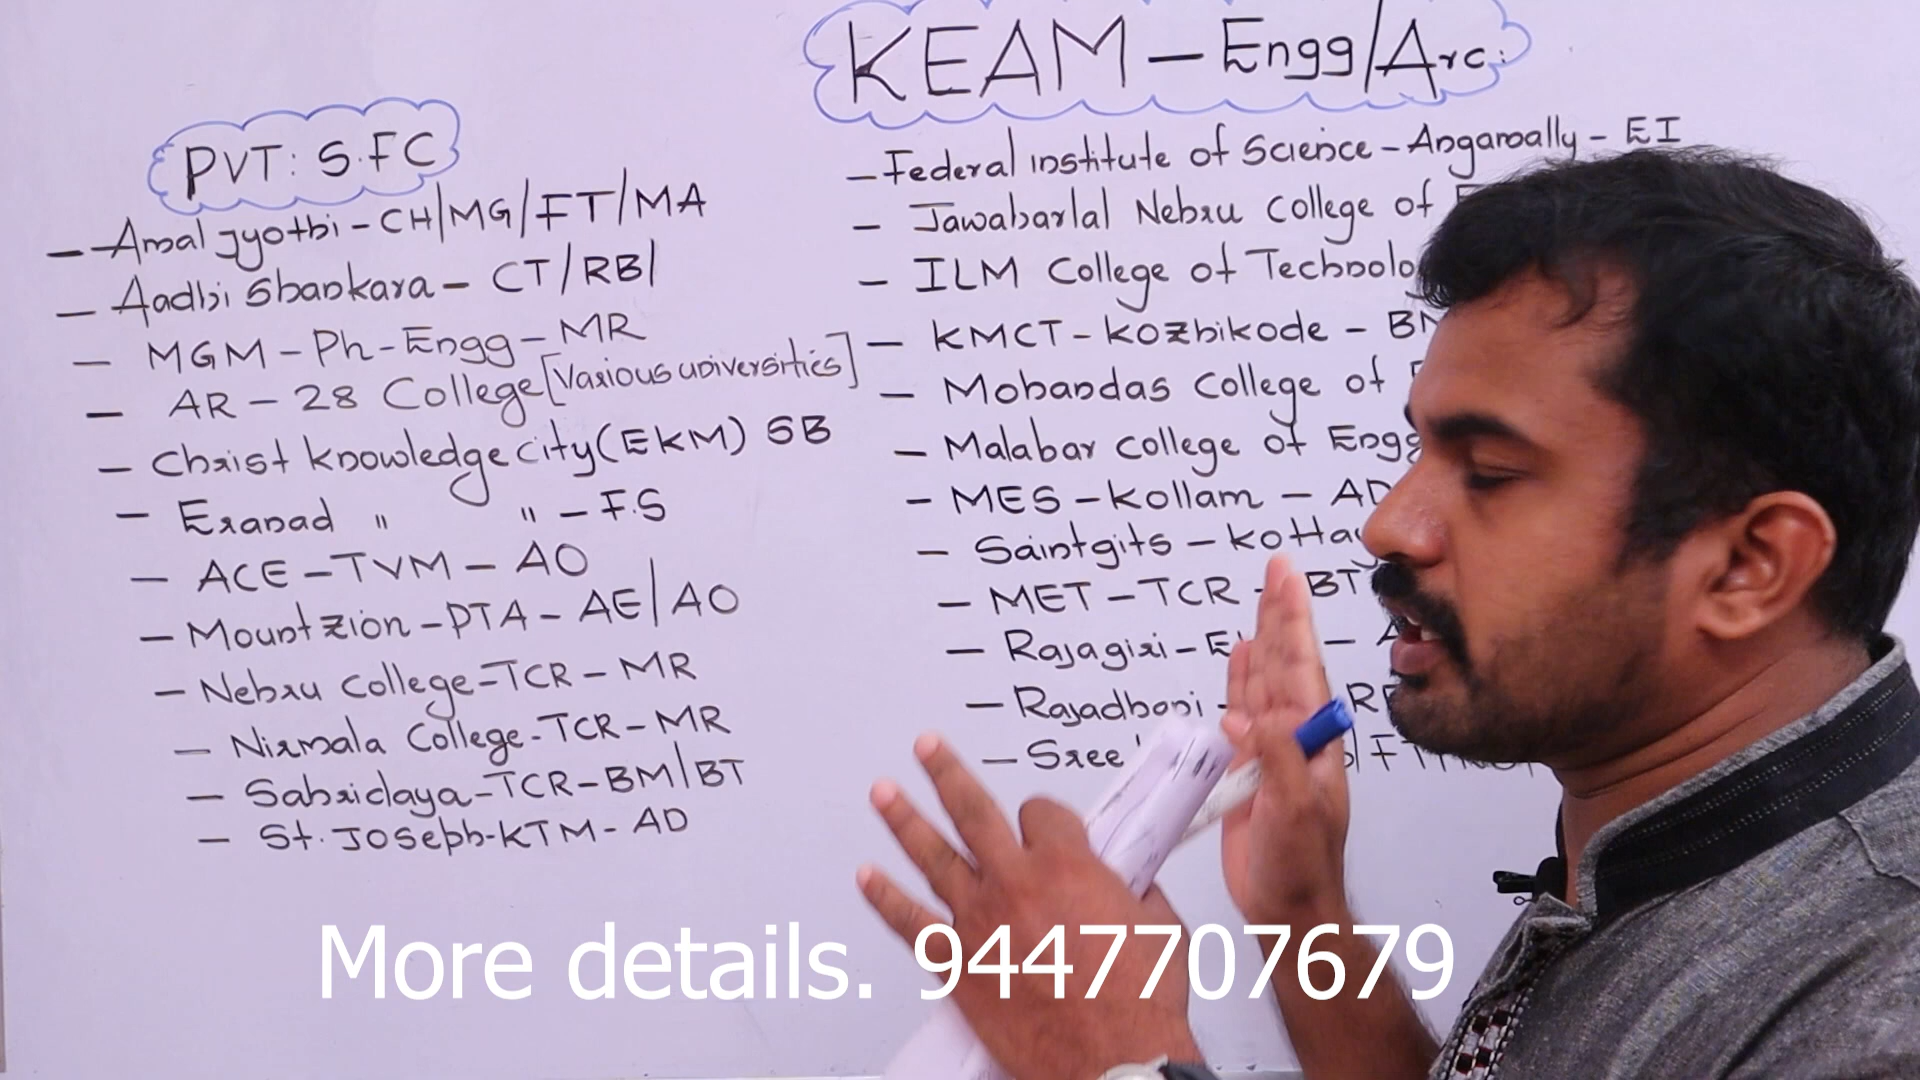 KEAM - Engg/Arc:
PVT: S.FC
- Amal Jyothi - CH/MG/FT/MA
- Aadhi Shankara - CT/RB/
- MGM - Ph - Engg - MR
- AR - 28 College [Various universities]
- Christ knowledge city (EKM) SB
- Eranad " " - F.S
- ACE - TVM - AO
- Mountzion - PTA - AE/AO
- Nehru College - TCR - MR
- Nirmala College - TCR - MR
- Sahridaya - TCR - BM/BT
- St. Joseph - KTM - AD
- Federal institute of Science - Angamally - EI
- Jawaharlal Nehru College of
- ILM College of
- KMCT - Kozhikode -
- Mohandas College of
- Malabar College of Engg
- MES - Kollam - AD
- Saintgits -
- MET - TCR - BT
- Rajagiri -
- Rajadhani -
- Sree
More details. 9447707679